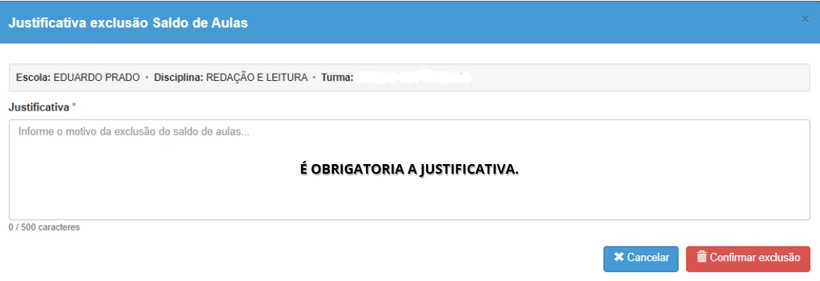 Justificativa exclusão Saldo de Aulas
×
Escola: EDUARDO PRADO • Disciplina: REDAÇÃO E LEITURA • Turma:
Justificativa *
Informe o motivo da exclusão do saldo de aulas...
É OBRIGATORIA A JUSTIFICATIVA.
0 / 500 caracteres
Cancelar
Confirmar exclusão